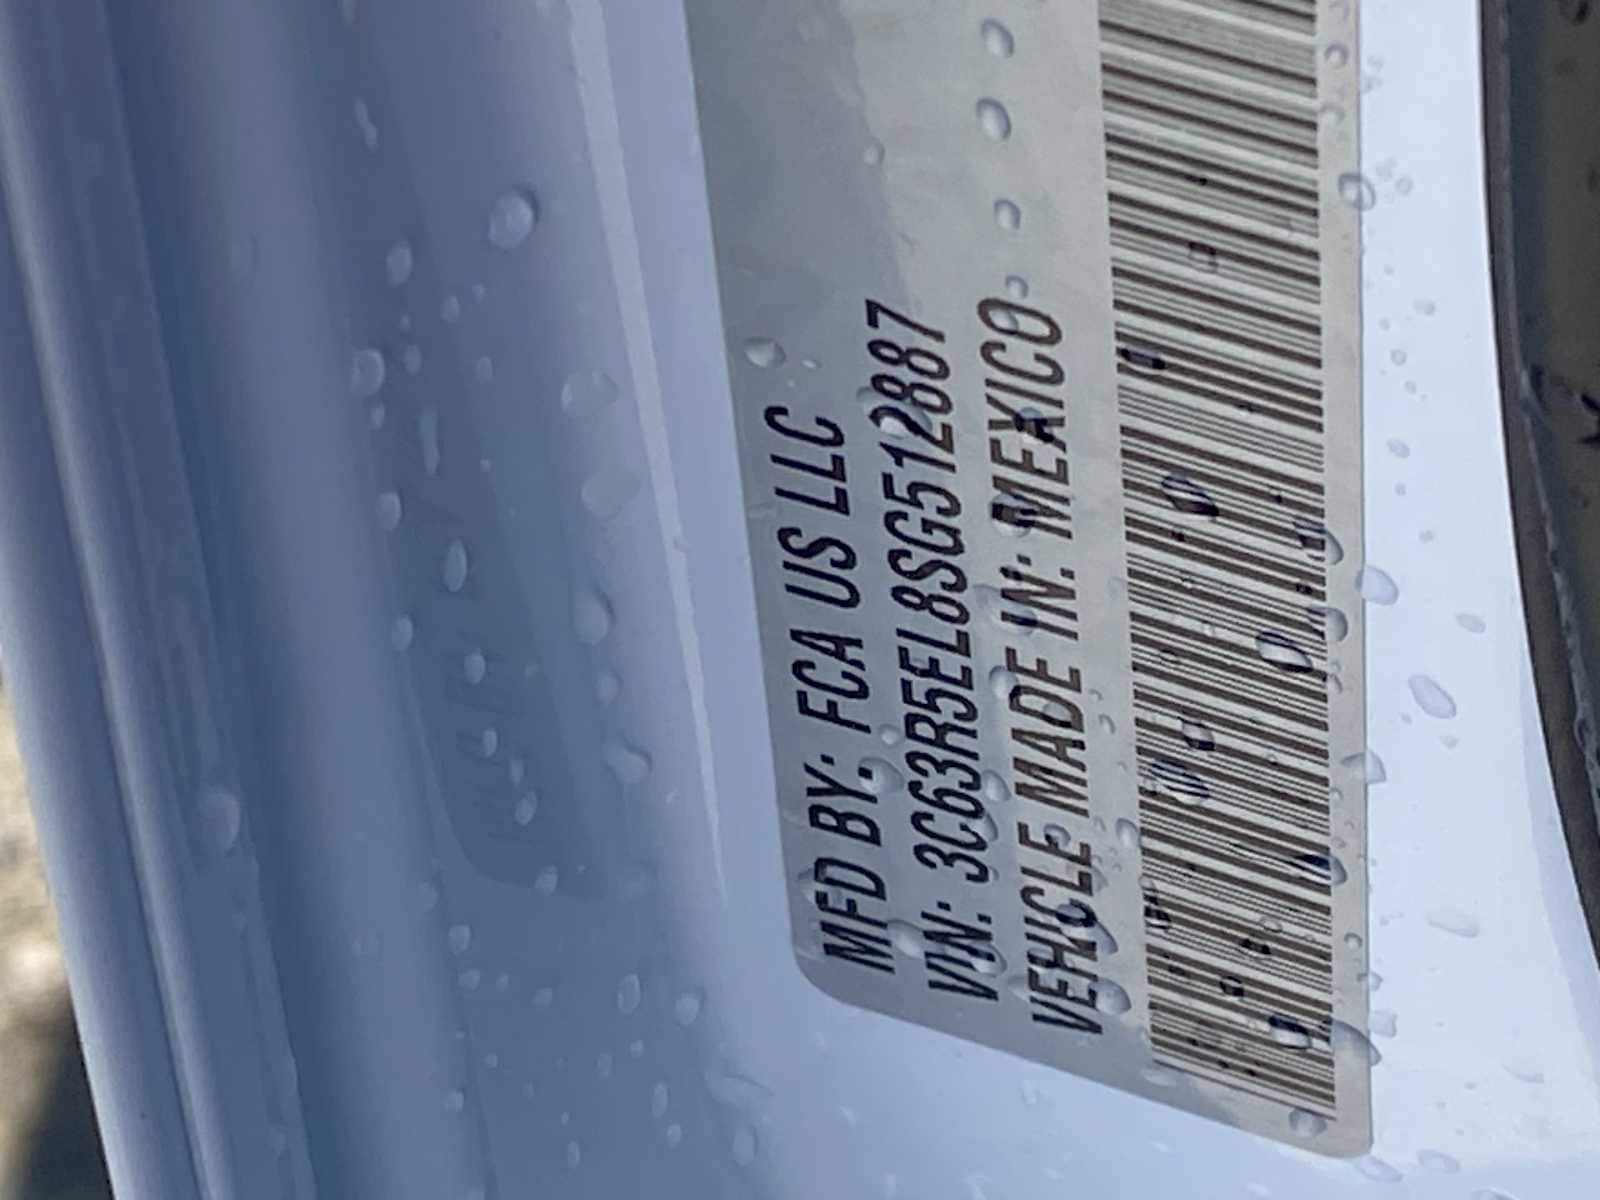 MFD BY: FCA US LLC
VIN: 3C63R5EL8SG512887
VEHICLE MADE IN: MEXICO